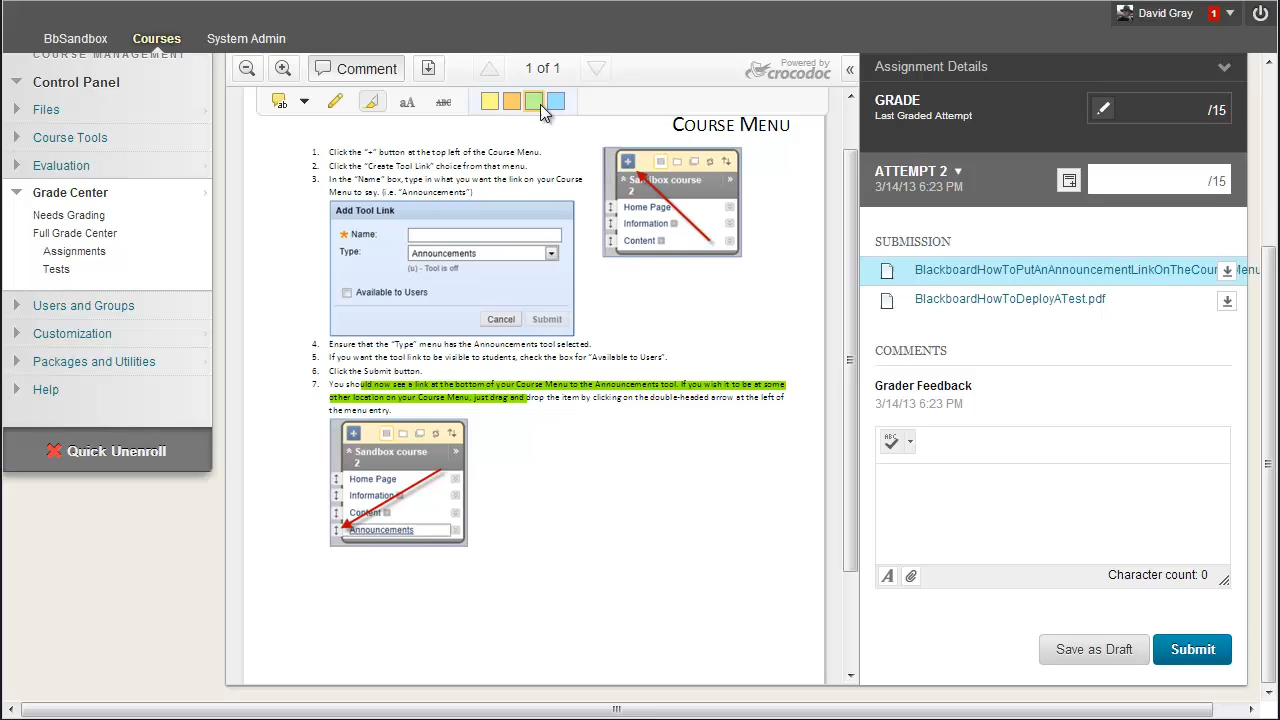 David Gray 1
BbSandbox Courses System Admin
COURSE MANAGEMENT
Control Panel
Files
Course Tools
Evaluation
Grade Center
Needs Grading
Full Grade Center
Assignments
Tests
Users and Groups
Customization
Packages and Utilities
Help
Quick Unenroll
Comment
1 of 1
Powered by
crocodoc
ab
aA
ABC
COURSE MENU
1. Click the "+" button at the top left of the Course Menu.
2. Click the "Create Tool Link" choice from that menu.
3. In the "Name" box, type in what you want the link on your Course
Menu to say. (i.e. "Announcements")
Sandbox course
2
Home Page
Information
Content
Add Tool Link
Name:
Type: Announcements
(u) - Tool is off
Available to Users
Cancel Submit
4. Ensure that the "Type" menu has the Announcements tool selected.
5. If you want the tool link to be visible to students, check the box for "Available to Users".
6. Click the Submit button.
7. You should now see a link at the bottom of your Course Menu to the Announcements tool. If you wish it to be at some
other location on your Course Menu, just drag and drop the item by clicking on the double-headed arrow at the left of
the menu entry.
Sandbox course
2
Home Page
Information
Content
Announcements
Assignment Details
GRADE
Last Graded Attempt
/15
ATTEMPT 2
3/14/13 6:23 PM
/15
SUBMISSION
BlackboardHowToPutAnAnnouncementLinkOnTheCour Menu
BlackboardHowToDeployATest.pdf
COMMENTS
Grader Feedback
3/14/13 6:23 PM
ABC
A
Character count: 0
Save as Draft Submit